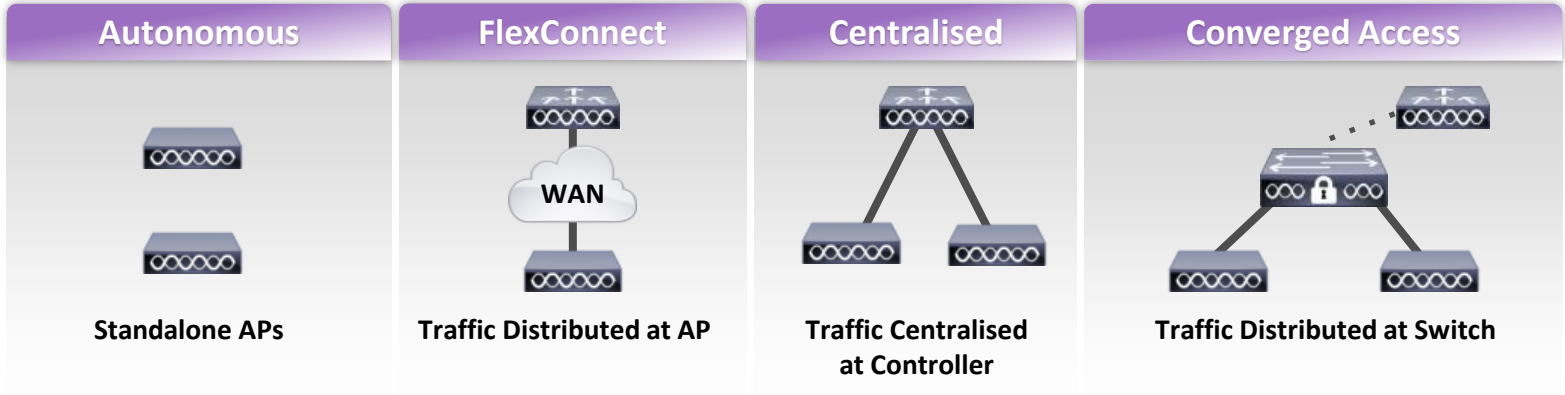 Autonomous
FlexConnect
Centralised
Converged Access
WAN
Standalone APs
Traffic Distributed at AP
Traffic Centralised
at Controller
Traffic Distributed at Switch